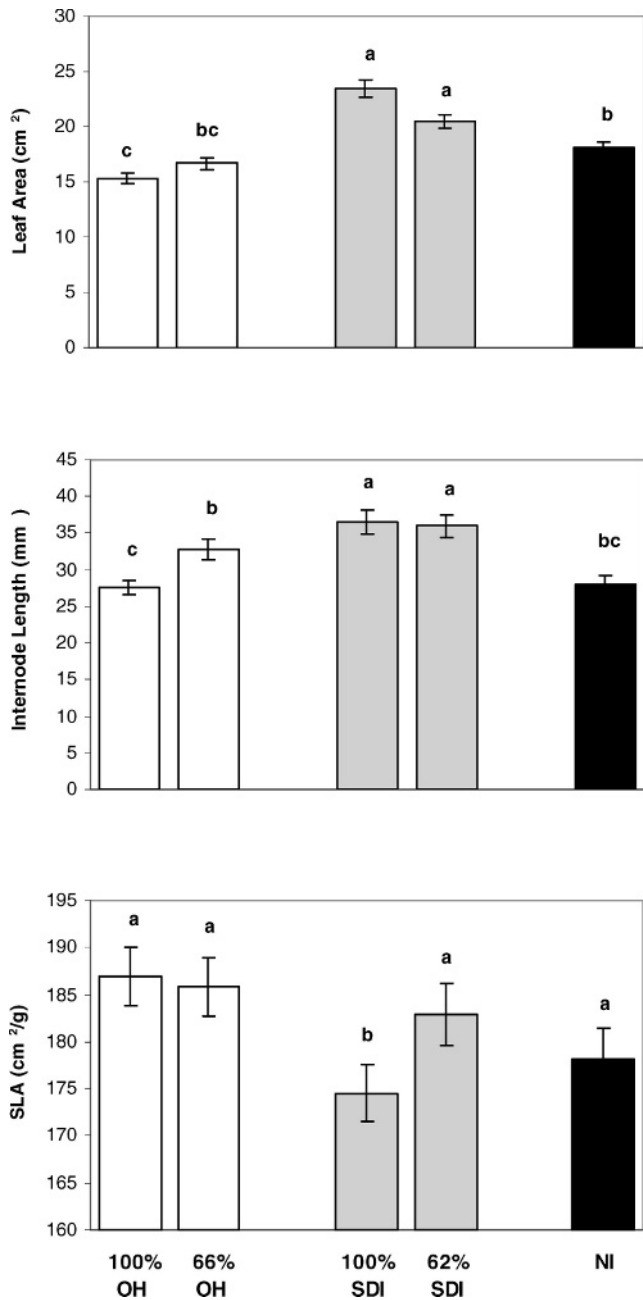 Leaf Area (cm ²)
30
25
20
15
10
5
0
c
bc
a
a
b
Internode Length (mm )
45
40
35
30
25
20
15
10
5
0
c
b
a
a
bc
SLA (cm ²/g)
195
190
185
180
175
170
165
160
a
a
b
a
a
100% 66% 100% 62% NI
OH OH SDI SDI